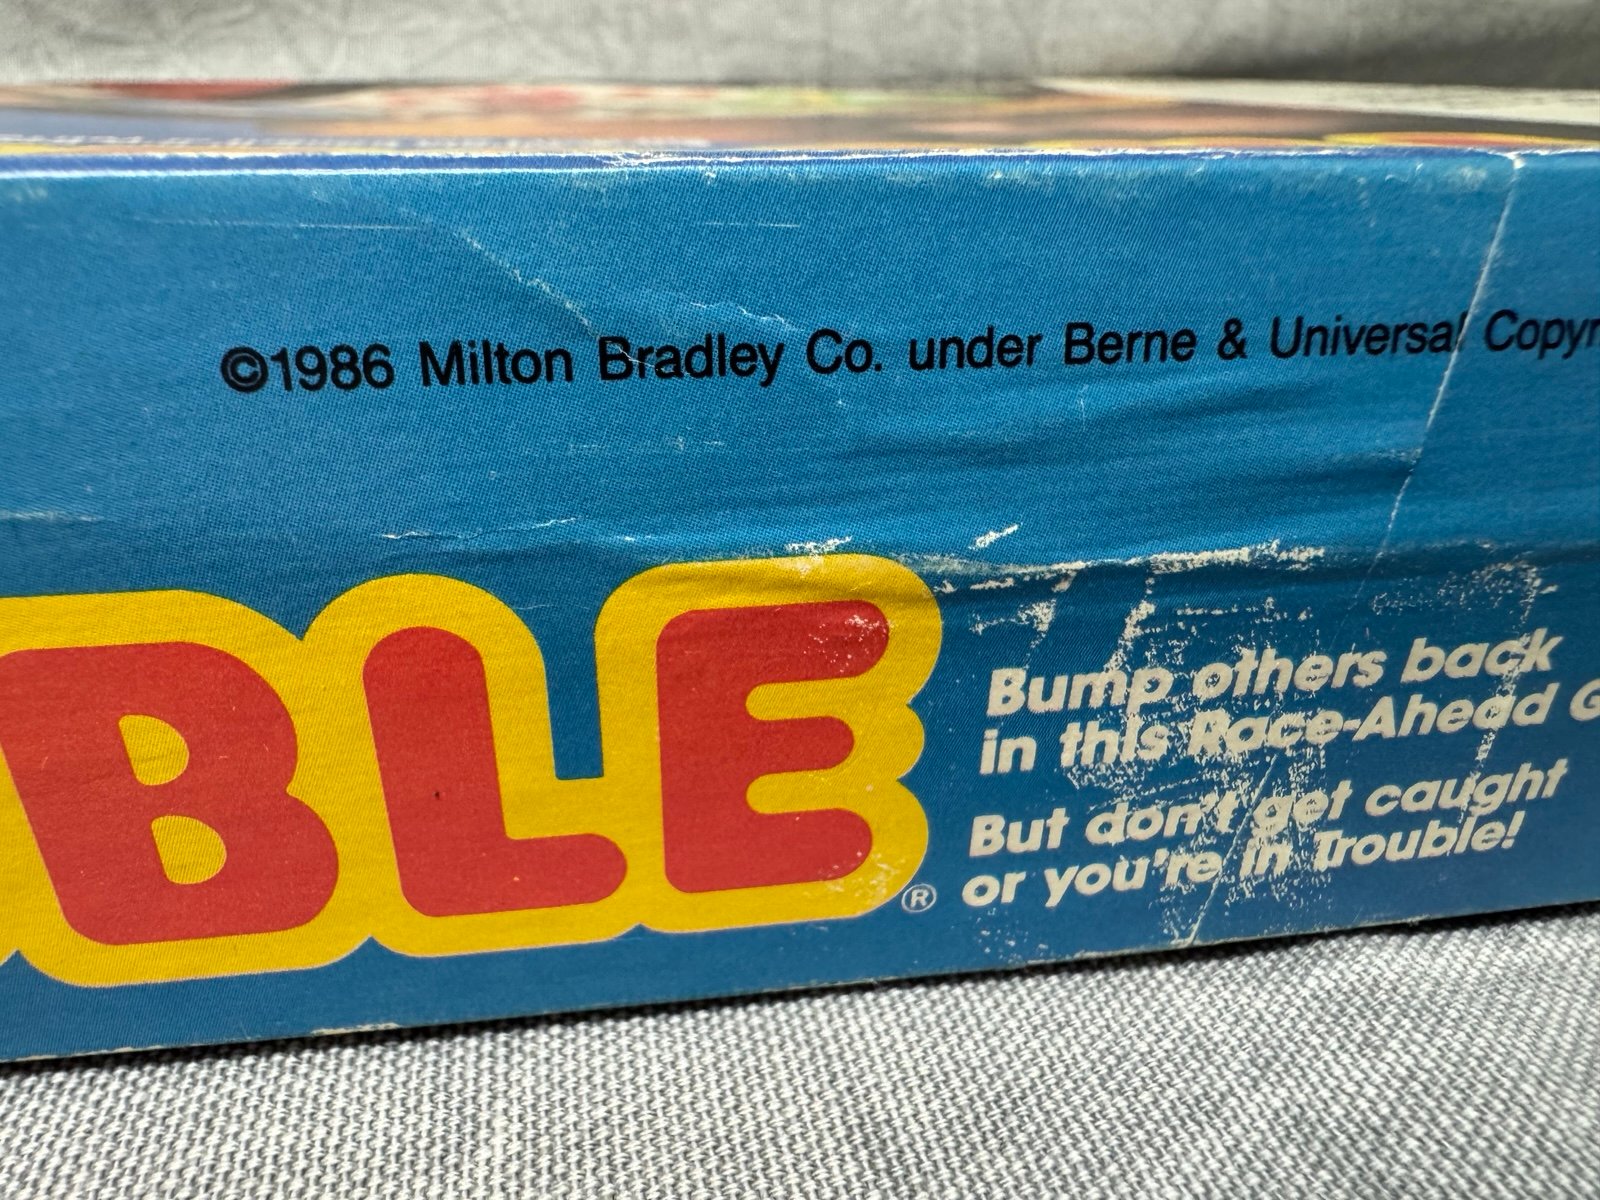 ©1986 Milton Bradley Co. under Berne & Universal Copyr
BLE®
Bump others back
in this Race-Ahead G
But don't get caught
or you're in Trouble!